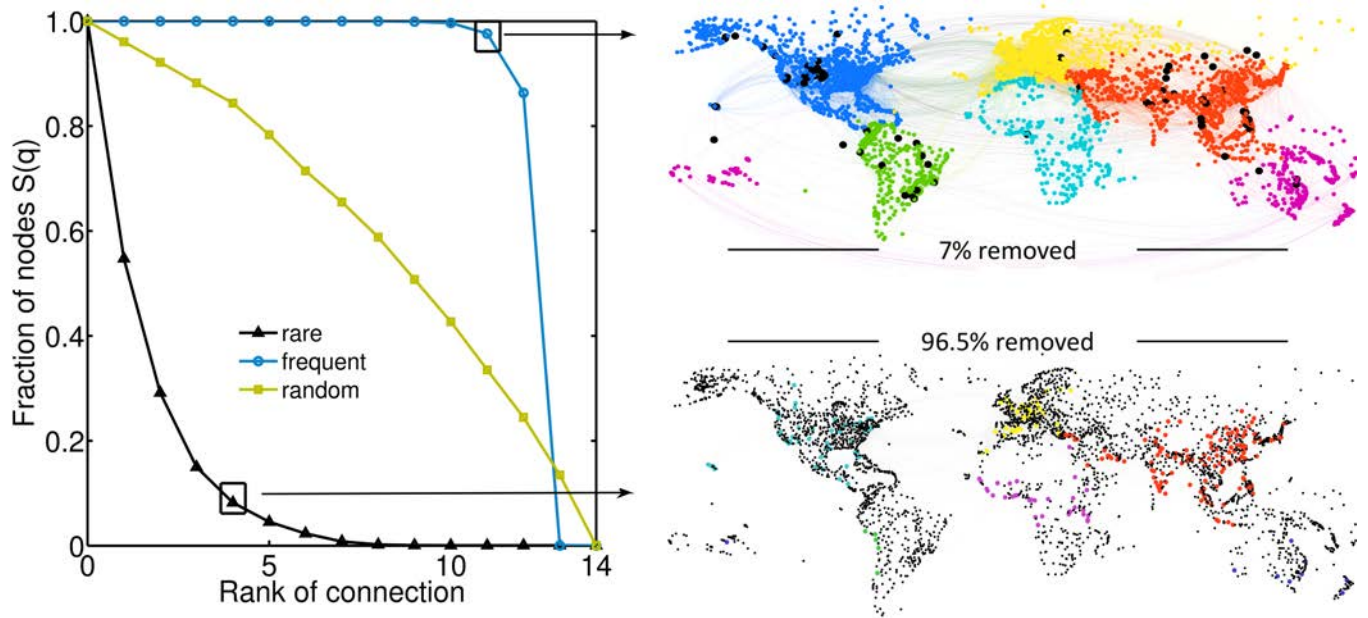 Fraction of nodes S(q)
1.0
0.8
0.6
0.4
0.2
0
rare
frequent
random
0
5
10
14
Rank of connection
7% removed
96.5% removed